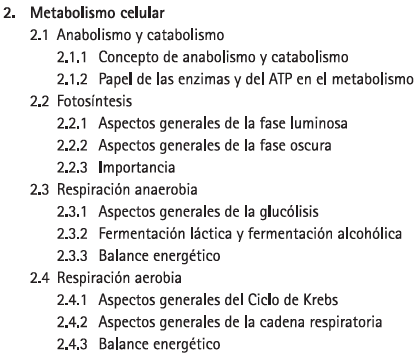 2. Metabolismo celular
2.1 Anabolismo y catabolismo
2.1.1 Concepto de anabolismo y catabolismo
2.1.2 Papel de las enzimas y del ATP en el metabolismo
2.2 Fotosíntesis
2.2.1 Aspectos generales de la fase luminosa
2.2.2 Aspectos generales de la fase oscura
2.2.3 Importancia
2.3 Respiración anaerobia
2.3.1 Aspectos generales de la glucólisis
2.3.2 Fermentación láctica y fermentación alcohólica
2.3.3 Balance energético
2.4 Respiración aerobia
2.4.1 Aspectos generales del Ciclo de Krebs
2.4.2 Aspectos generales de la cadena respiratoria
2.4.3 Balance energético